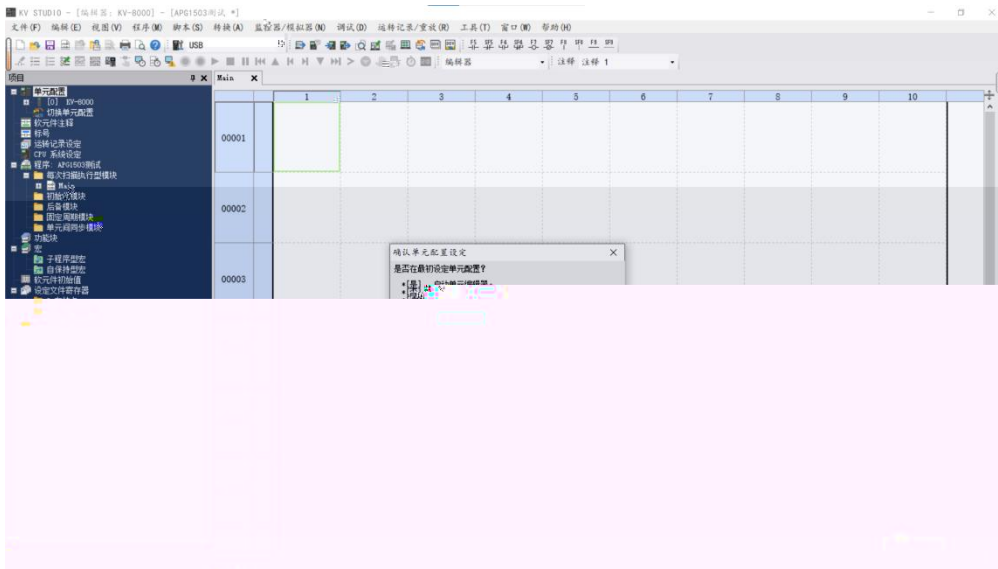 KV STUDIO - [编辑器: KV-8000] - [APG1503测试 *]
文件(F) 编辑(E) 视图(V) 程序(M) 脚本(S) 转换(A) 监控器/模拟器(N) 调试(D) 运转记录/重放(R) 工具(T) 窗口(W) 帮助(H)
USB
编辑器 注释 注释 1
项目 Main
单元配置
[0] KV-8000
切换单元配置
软元件注释
标号
运转记录设定
CPU 系统设定
程序: APG1503测试
每次扫描执行型模块
Main
初始化模块
后备模块
固定周期模块
单元间同步模块
功能块
宏
子程序型宏
自保持型宏
软元件初始值
设定文件寄存器
1 2 3 4 5 6 7 8 9 10
00001
00002
00003
确认单元配置设定
是否在最初设定单元配置?
[是]